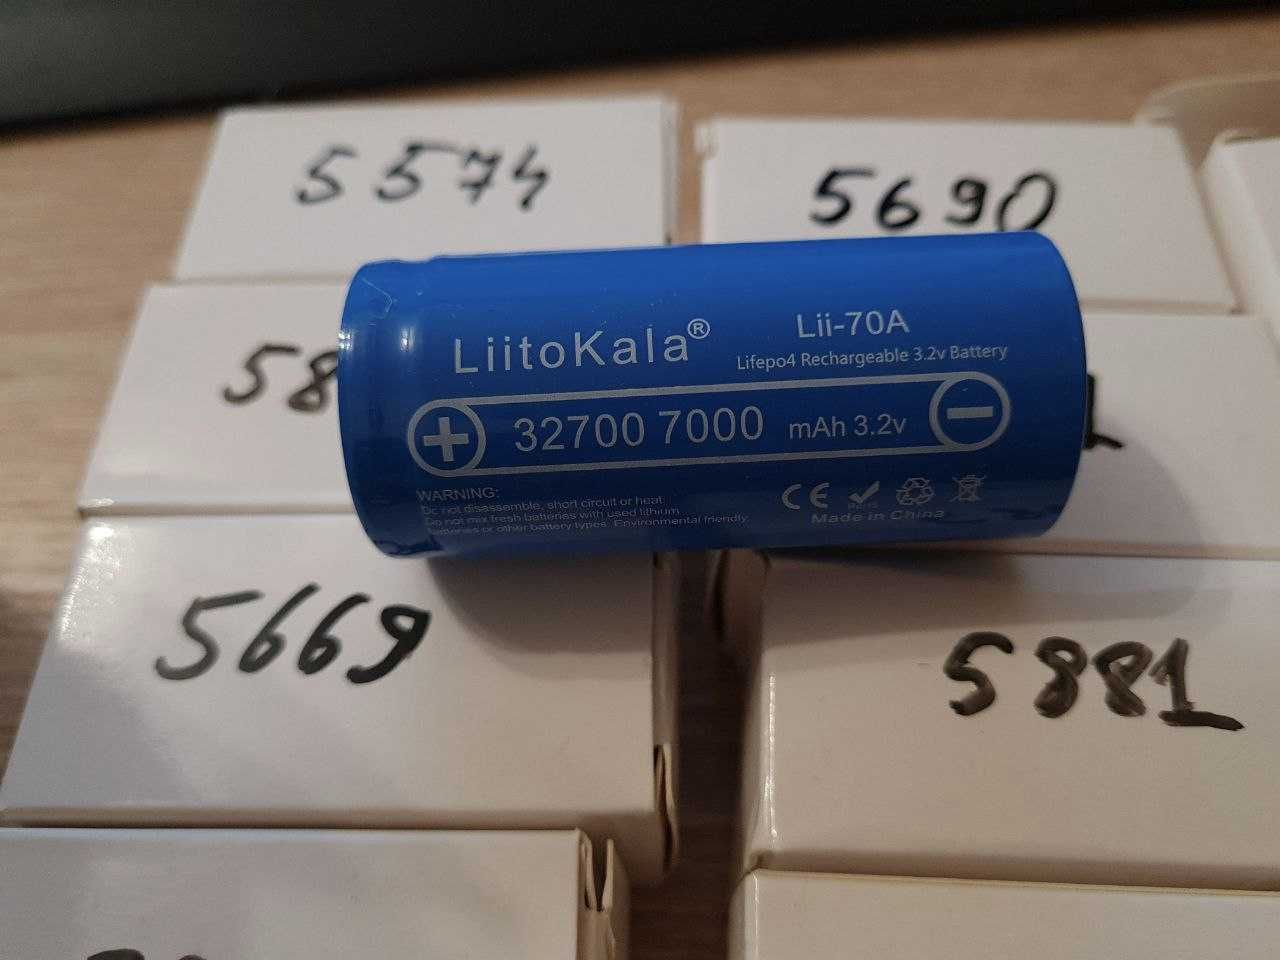 5574
5690
58
LiitoKala®
Lii-70A
Lifepo4 Rechargeable 3.2v Battery
32700 7000 mAh 3.2v
WARNING:
Do not disassemble, short circuit or heat
Do not mix fresh batteries with used lithium
batteries or other battery types. Environmental friendly.
CE
RoHS
Made in China
5669
5881